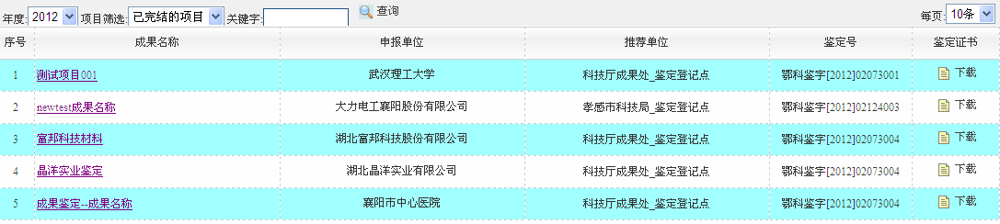 年度: 2012 项目筛选: 已完结的项目 关键字: 查询 每页: 10条
序号 成果名称 申报单位 推荐单位 鉴定号 鉴定证书
1 测试项目001 武汉理工大学 科技厅成果处_鉴定登记点 鄂科鉴字[2012]02073001 下载
2 newtest成果名称 大力电工襄阳股份有限公司 孝感市科技局_鉴定登记点 鄂科鉴字[2012]02124003 下载
3 富邦科技材料 湖北富邦科技股份有限公司 科技厅成果处_鉴定登记点 鄂科鉴字[2012]02073004 下载
4 晶洋实业鉴定 湖北晶洋实业有限公司 科技厅成果处_鉴定登记点 鄂科鉴字[2012]02073004 下载
5 成果鉴定--成果名称 襄阳市中心医院 科技厅成果处_鉴定登记点 鄂科鉴字[2012]02073004 下载